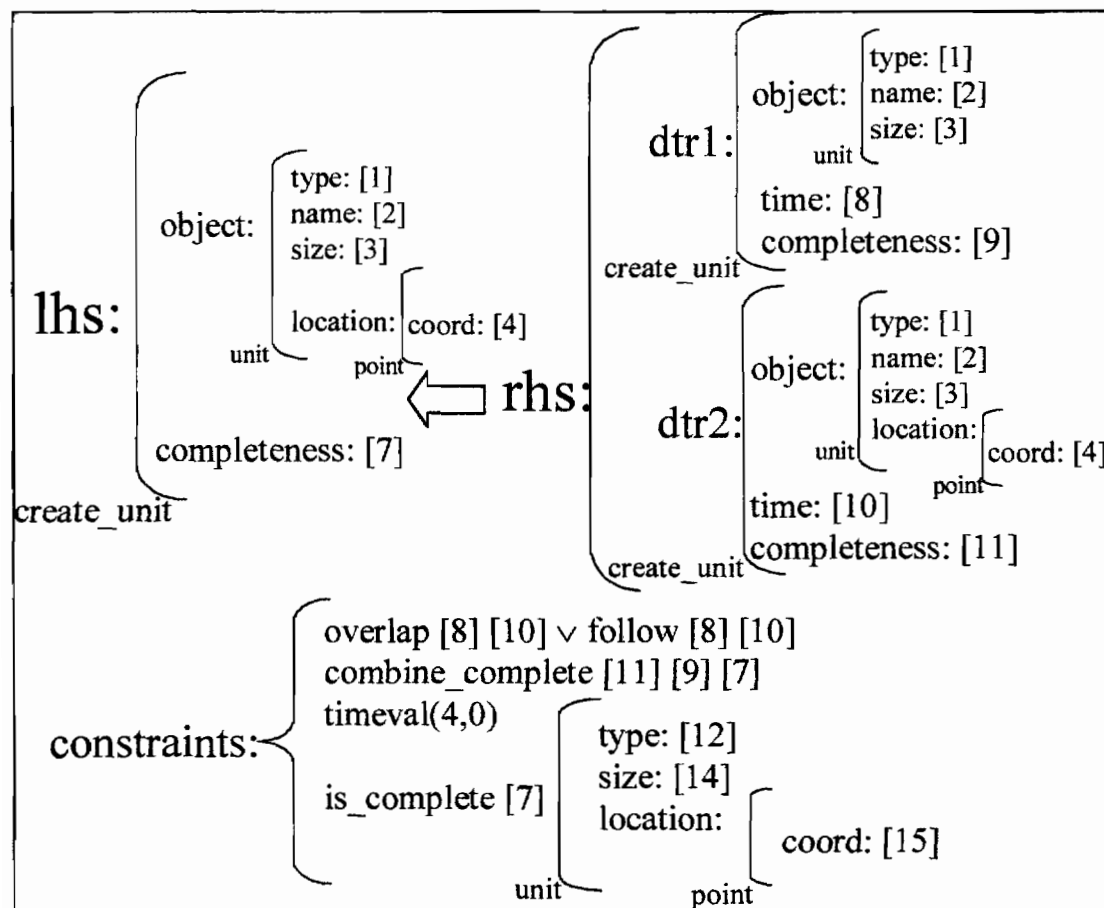 lhs:
object:
type: [1]
name: [2]
size: [3]
location:
coord: [4]
unit
point
completeness: [7]
create_unit
rhs:
dtr1:
object:
type: [1]
name: [2]
size: [3]
unit
time: [8]
completeness: [9]
create_unit
dtr2:
object:
type: [1]
name: [2]
size: [3]
location:
coord: [4]
unit
point
time: [10]
completeness: [11]
create_unit
constraints:
overlap [8] [10] ∨ follow [8] [10]
combine_complete [11] [9] [7]
timeval(4,0)
is_complete [7]
type: [12]
size: [14]
location:
coord: [15]
unit
point